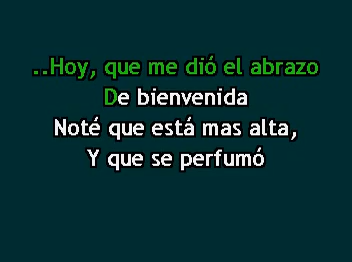 ..Hoy, que me dió el abrazo
De bienvenida
Noté que está mas alta,
Y que se perfumó